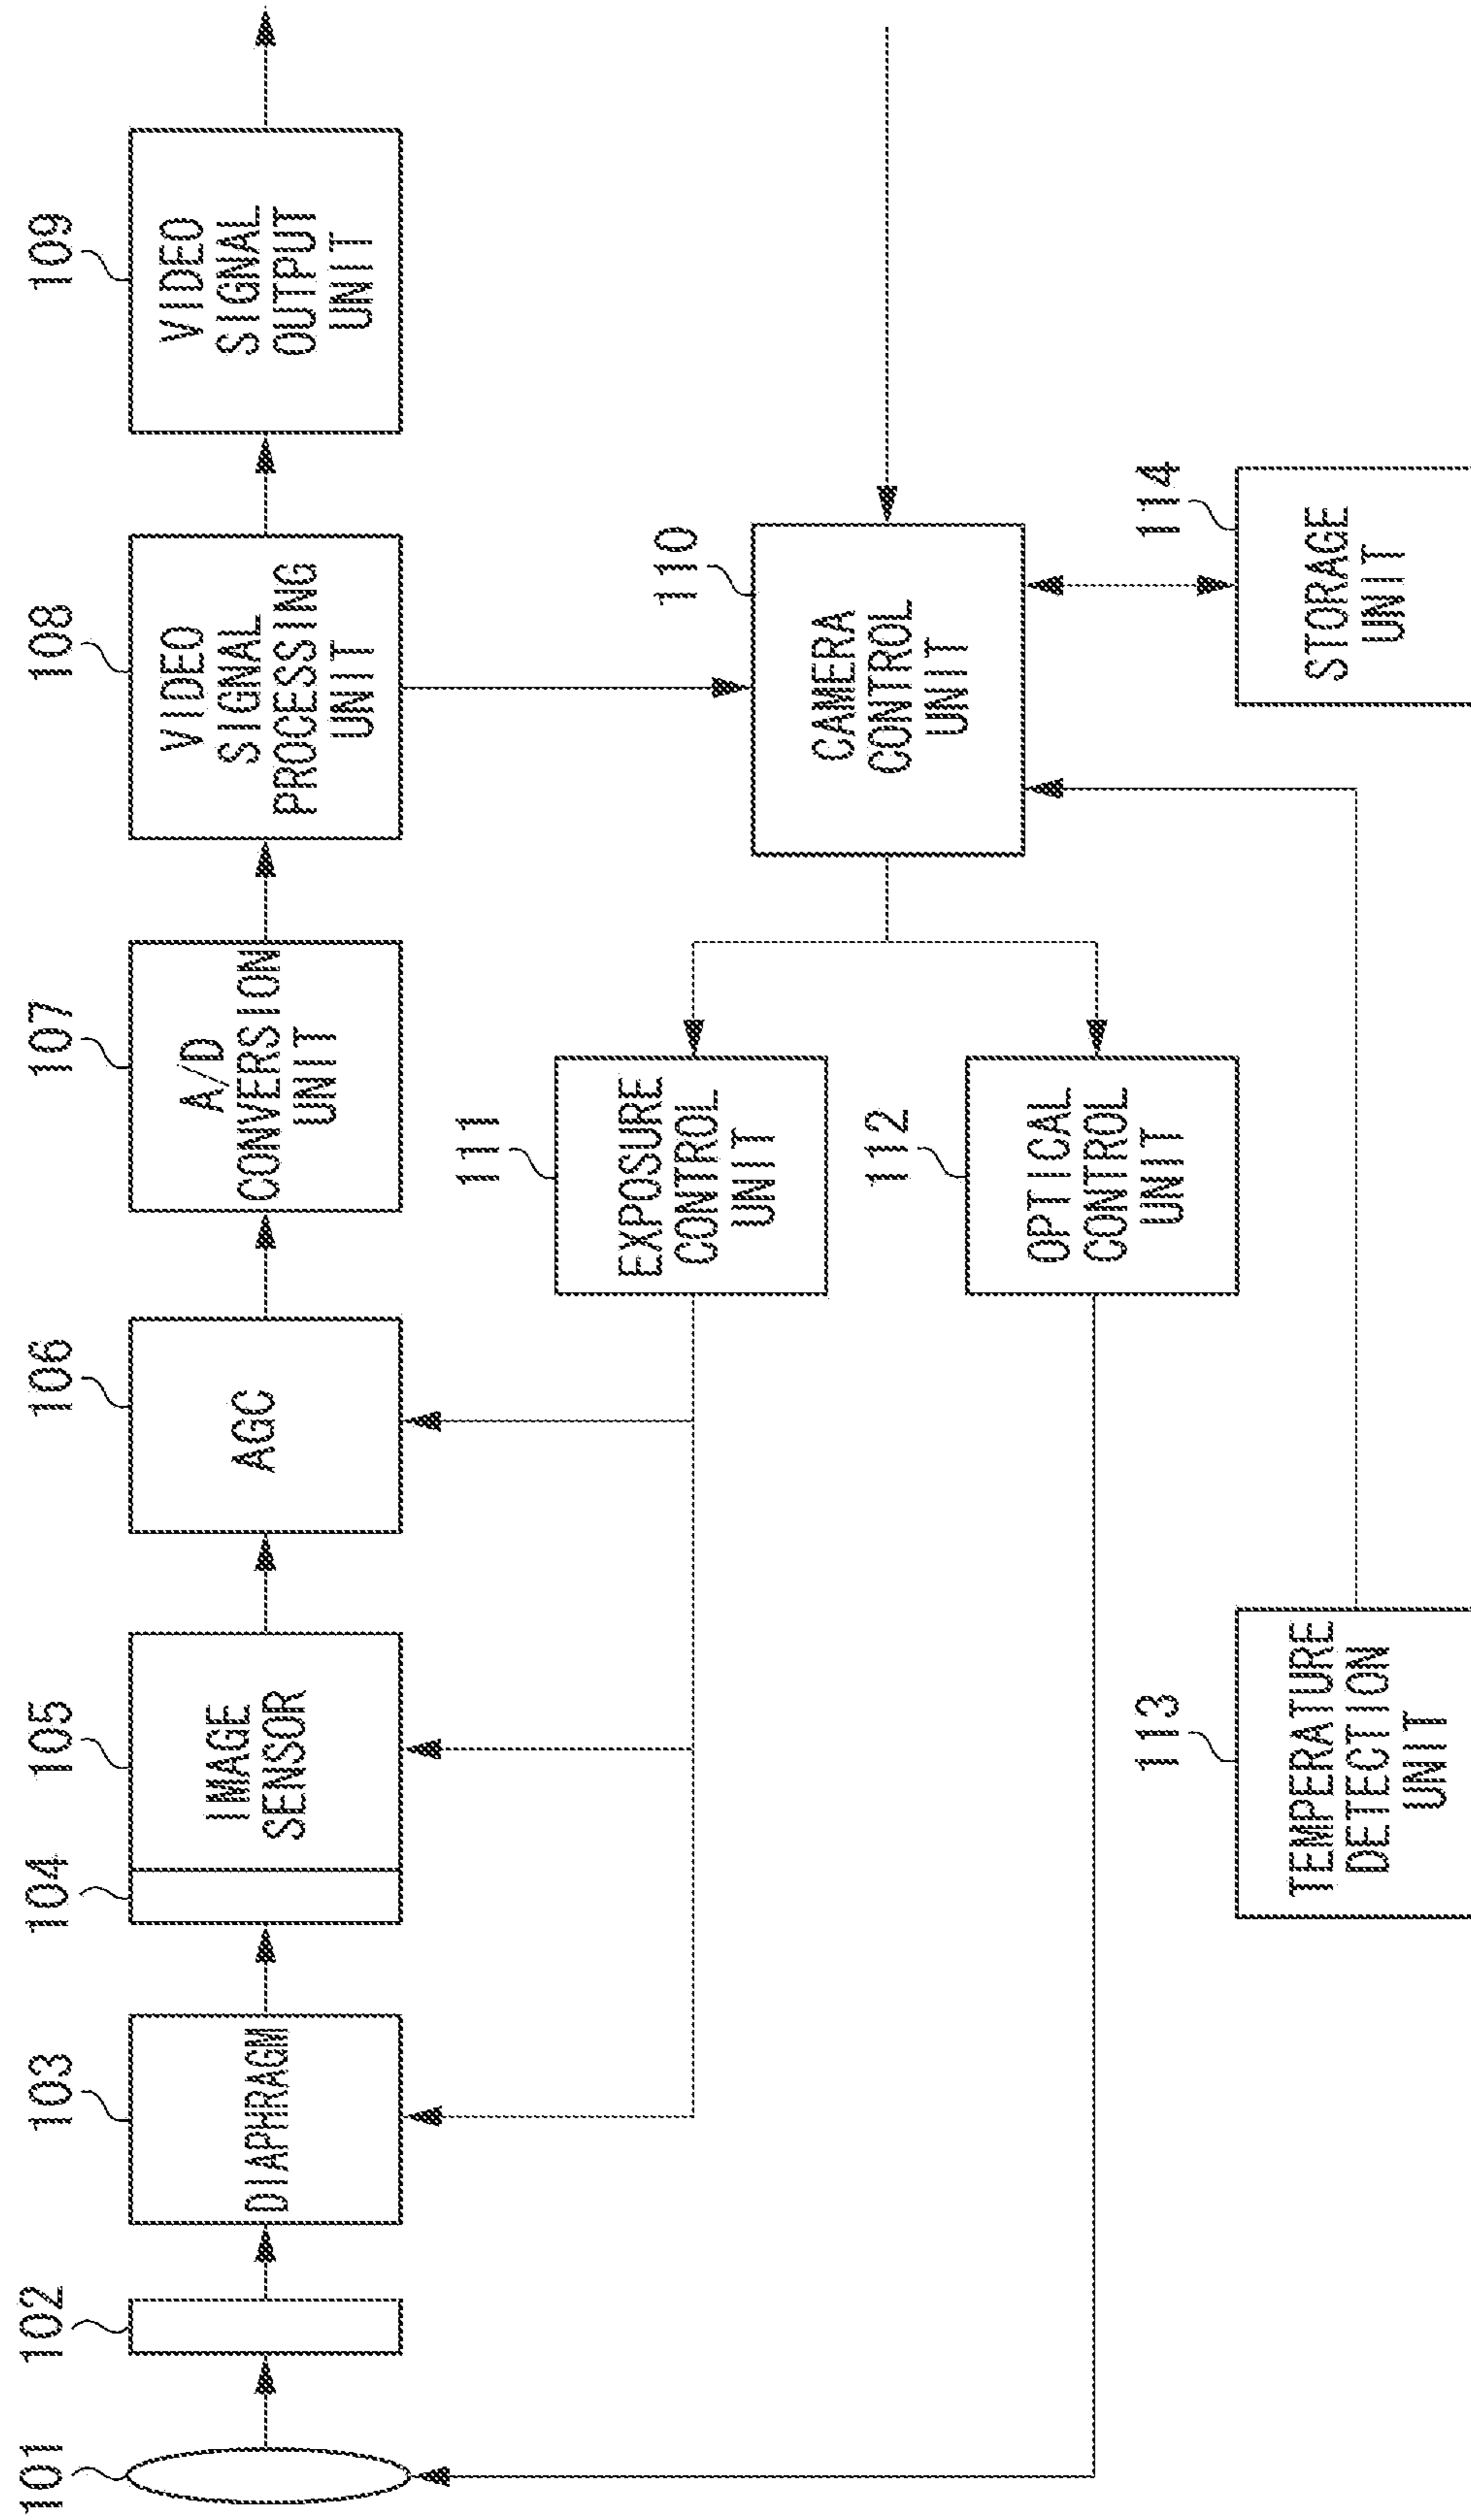 101
102
103
DIAPHRAGM
104
105
IMAGE
SENSOR
106
AGC
107
A/D
CONVERSION
UNIT
108
VIDEO
SIGNAL
PROCESSING
UNIT
109
VIDEO
SIGNAL
OUTPUT
UNIT
111
EXPOSURE
CONTROL
UNIT
110
CAMERA
CONTROL
UNIT
112
OPTICAL
CONTROL
UNIT
113
TEMPERATURE
DETECTION
UNIT
114
STORAGE
UNIT